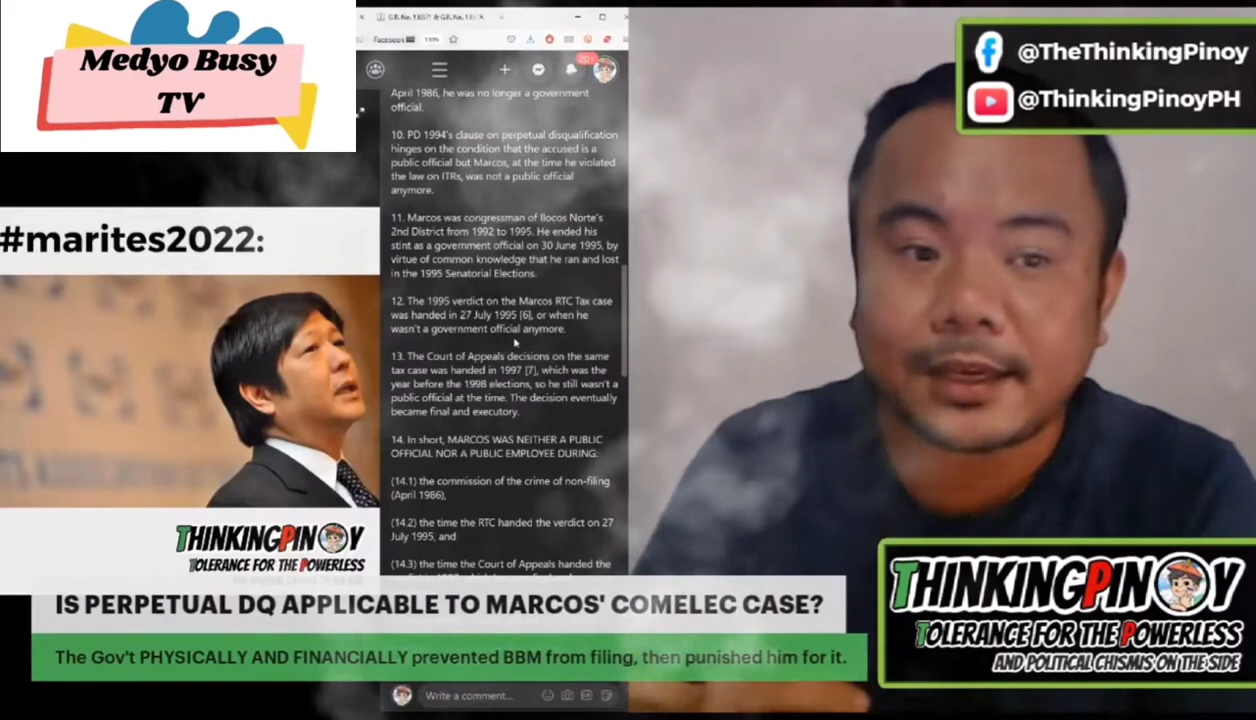 Medyo Busy
TV
G.R. No. 130371 & G.R. No. 13
Facebook
#marites2022:
THINKINGPINOY
TOLERANCE FOR THE POWERLESS
20+
April 1986, he was no longer a government
official.
10. PD 1994's clause on perpetual disqualification
hinges on the condition that the accused is a
public official but Marcos, at the time he violated
the law on ITRs, was not a public official
anymore.
11. Marcos was congressman of Ilocos Norte's
2nd District from 1992 to 1995. He ended his
stint as a government official on 30 June 1995, by
virtue of common knowledge that he ran and lost
in the 1995 Senatorial Elections.
12. The 1995 verdict on the Marcos RTC Tax case
was handed in 27 July 1995 [6], or when he
wasn't a government official anymore.
13. The Court of Appeals decisions on the same
tax case was handed in 1997 [7], which was the
year before the 1998 elections, so he still wasn't a
public official at the time. The decision eventually
became final and executory.
14. In short, MARCOS WAS NEITHER A PUBLIC
OFFICIAL NOR A PUBLIC EMPLOYEE DURING:
(14.1) the commission of the crime of non-filing
(April 1986),
(14.2) the time the RTC handed the verdict on 27
July 1995, and
(14.3) the time the Court of Appeals handed the
Write a comment...
@TheThinkingPinoy
@ThinkingPinoyPH
IS PERPETUAL DQ APPLICABLE TO MARCOS' COMELEC CASE?
The Gov't PHYSICALLY AND FINANCIALLY prevented BBM from filing, then punished him for it.
THINKINGPINOY
TOLERANCE FOR THE POWERLESS
AND POLITICAL CHISMIS ON THE SIDE